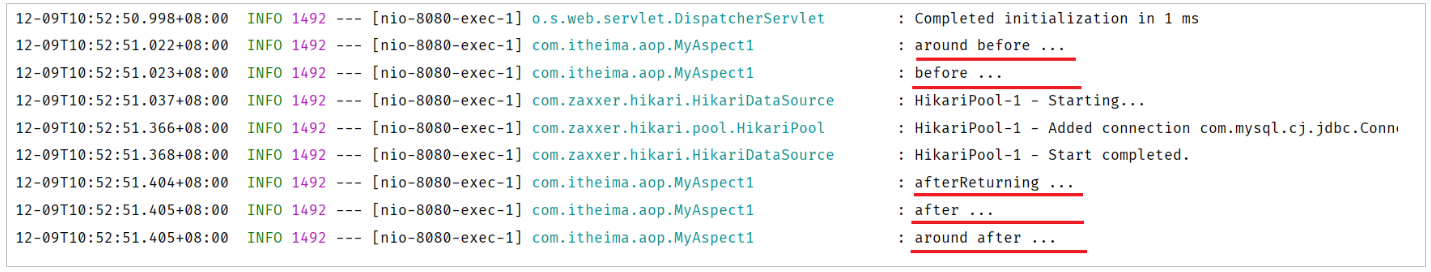 12-09T10:52:50.998+08:00  INFO 1492 --- [nio-8080-exec-1] o.s.web.servlet.DispatcherServlet        : Completed initialization in 1 ms
12-09T10:52:51.022+08:00  INFO 1492 --- [nio-8080-exec-1] com.itheima.aop.MyAspect1                : around before ...
12-09T10:52:51.023+08:00  INFO 1492 --- [nio-8080-exec-1] com.itheima.aop.MyAspect1                : before ...
12-09T10:52:51.037+08:00  INFO 1492 --- [nio-8080-exec-1] com.zaxxer.hikari.HikariDataSource       : HikariPool-1 - Starting...
12-09T10:52:51.366+08:00  INFO 1492 --- [nio-8080-exec-1] com.zaxxer.hikari.pool.HikariPool        : HikariPool-1 - Added connection com.mysql.cj.jdbc.Conne
12-09T10:52:51.368+08:00  INFO 1492 --- [nio-8080-exec-1] com.zaxxer.hikari.HikariDataSource       : HikariPool-1 - Start completed.
12-09T10:52:51.404+08:00  INFO 1492 --- [nio-8080-exec-1] com.itheima.aop.MyAspect1                : afterReturning ...
12-09T10:52:51.405+08:00  INFO 1492 --- [nio-8080-exec-1] com.itheima.aop.MyAspect1                : after ...
12-09T10:52:51.405+08:00  INFO 1492 --- [nio-8080-exec-1] com.itheima.aop.MyAspect1                : around after ...